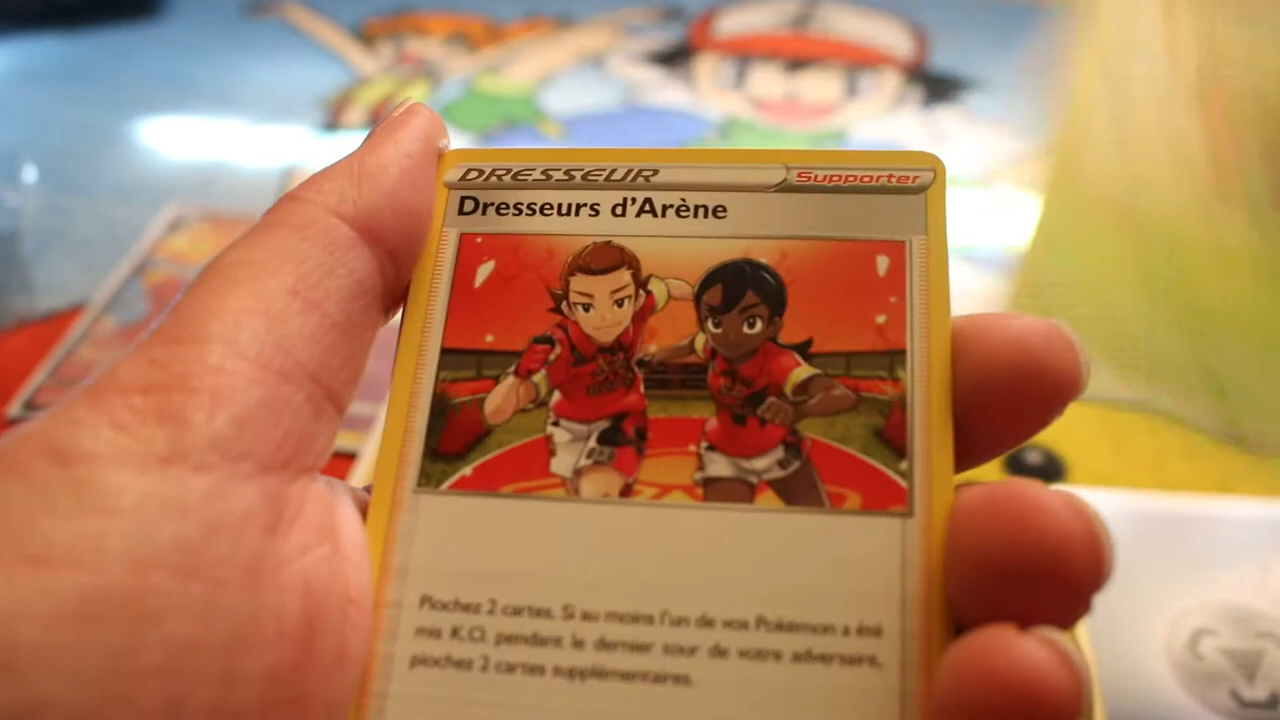 DRESSEUR
Supporter
Dresseurs d'Arène
Piochez 2 cartes. Si au moins l'un de vos Pokémon a été
mis K.O. pendant le dernier tour de votre adversaire,
piochez 2 cartes supplémentaires.